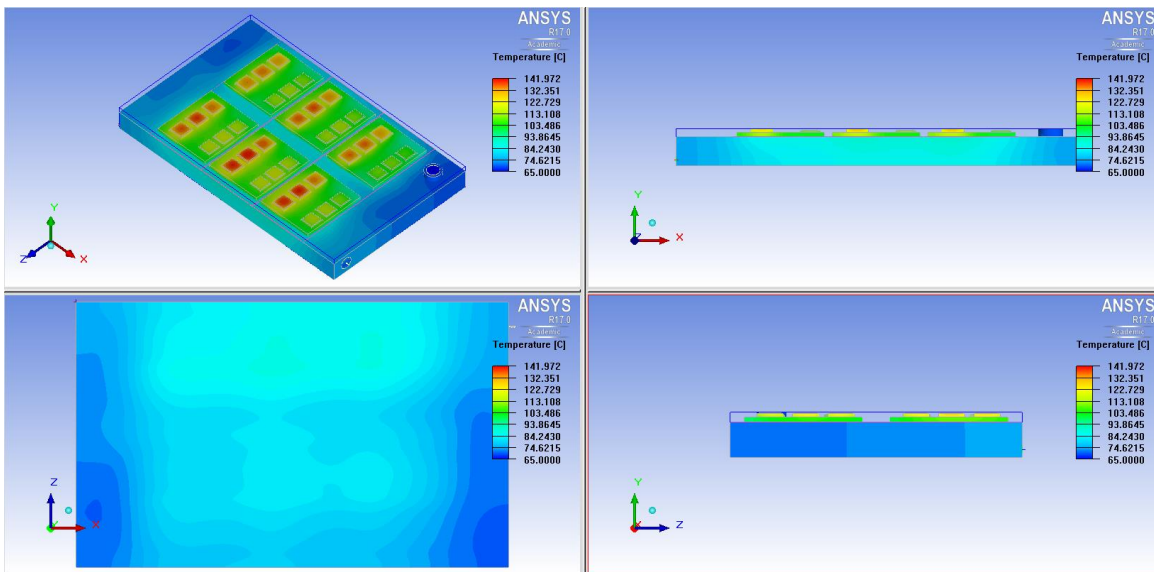 ANSYS
R17.0
Academic
Temperature [C]
141.972
132.351
122.729
113.108
103.486
93.8645
84.2430
74.6215
65.0000
Y
Z
X
ANSYS
R17.0
Academic
Temperature [C]
141.972
132.351
122.729
113.108
103.486
93.8645
84.2430
74.6215
65.0000
Y
Z
X
ANSYS
R17.0
Academic
Temperature [C]
141.972
132.351
122.729
113.108
103.486
93.8645
84.2430
74.6215
65.0000
Z
Y
X
ANSYS
R17.0
Academic
Temperature [C]
141.972
132.351
122.729
113.108
103.486
93.8645
84.2430
74.6215
65.0000
Y
X
Z